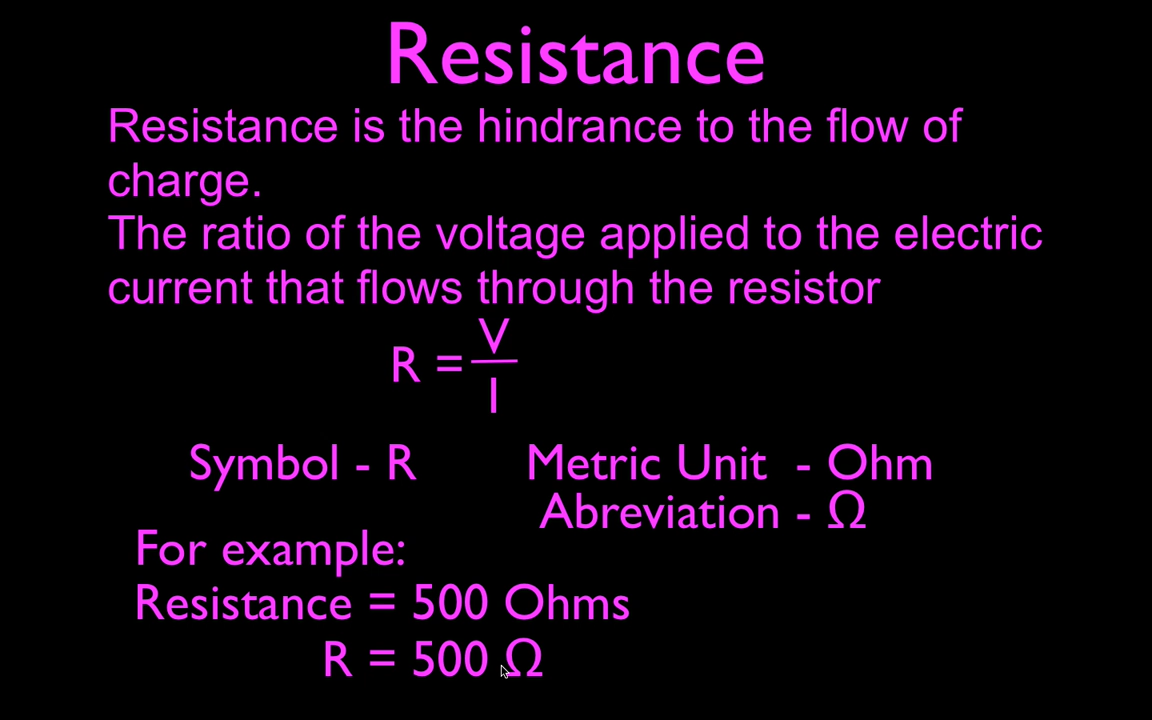 Resistance
Resistance is the hindrance to the flow of
charge.
The ratio of the voltage applied to the electric
current that flows through the resistor
R = V
I
Symbol - R Metric Unit - Ohm
Abreviation - Ω
For example:
Resistance = 500 Ohms
R = 500 Ω